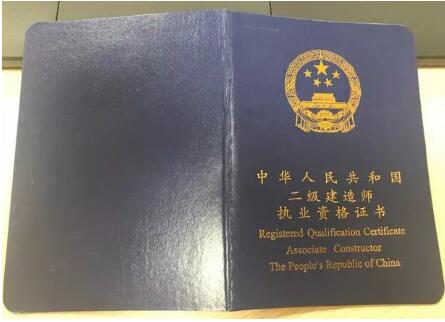 中华人民共和国
二级建造师
执业资格证书
Registered Qualification Certificate
Associate Constructor
The People's Republic of China